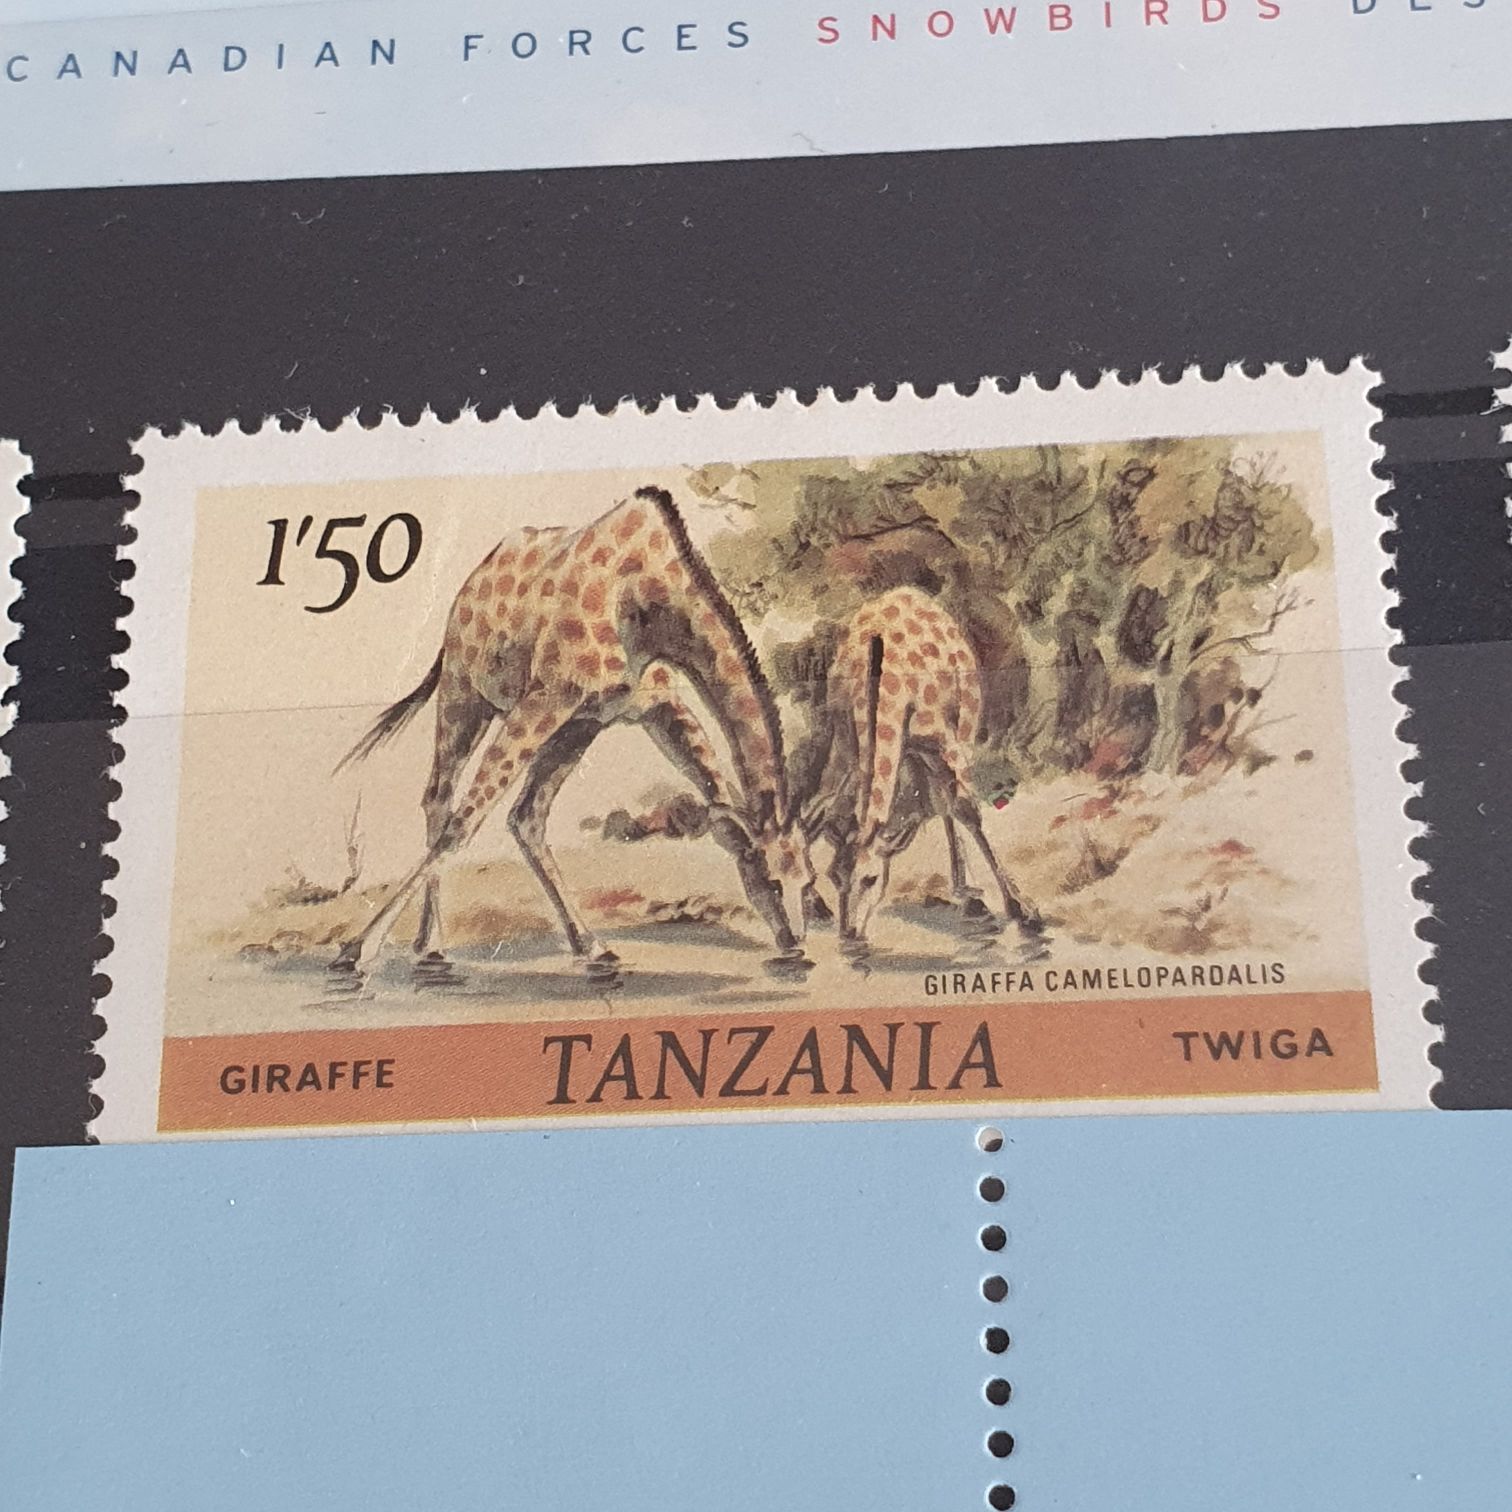 CANADIAN FORCES SNOWBIRDS
1'50
GIRAFFA CAMELOPARDALIS
GIRAFFE TANZANIA TWIGA